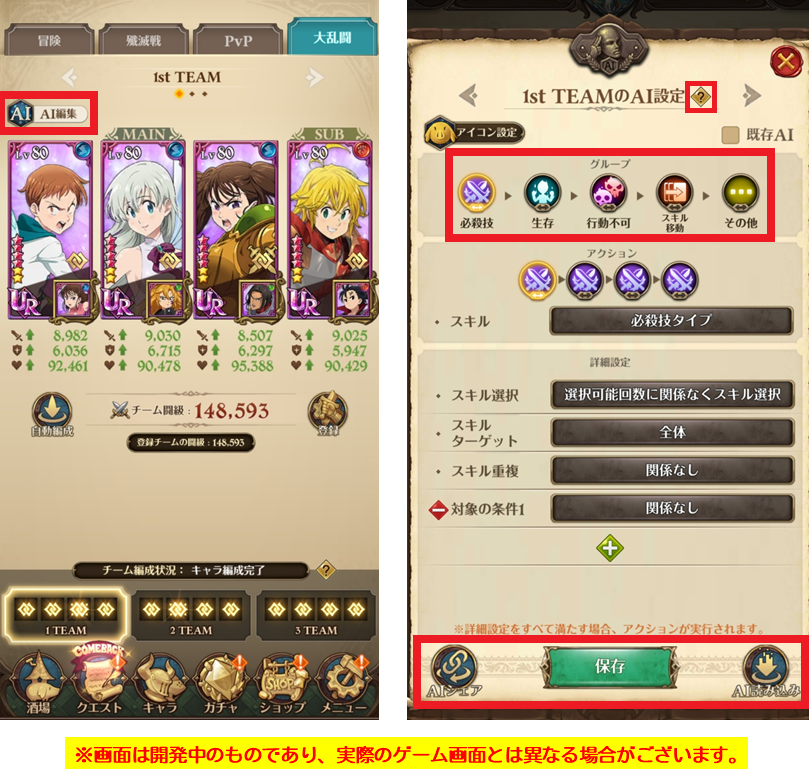 冒険
殲滅戦
PvP
大乱闘
1st TEAM
AI AI編集
MAIN
SUB
Lv 80
Lv 80
Lv 80
Lv 80
UR
UR
UR
UR
8,982
9,030
8,507
9,025
6,036
6,715
6,297
5,947
92,461
90,478
95,388
90,429
自動編成
チーム闘級 : 148,593
登録
登録チームの闘級 : 148,593
チーム編成状況 : キャラ編成完了
?
1 TEAM
2 TEAM
3 TEAM
COMEBACK
SHOP
酒場
クエスト
キャラ
ガチャ
ショップ
メニュー
AI
1st TEAMのAI設定
?
アイコン設定
既存AI
グループ
必殺技
生存
行動不可
スキル
移動
その他
アクション
スキル
必殺技タイプ
詳細設定
スキル選択
選択可能回数に関係なくスキル選択
スキル
ターゲット
全体
スキル重複
関係なし
対象の条件1
関係なし
※詳細設定をすべて満たす場合、アクションが実行されます。
AIシェア
保存
AI読み込み
※画面は開発中のものであり、実際のゲーム画面とは異なる場合がございます。